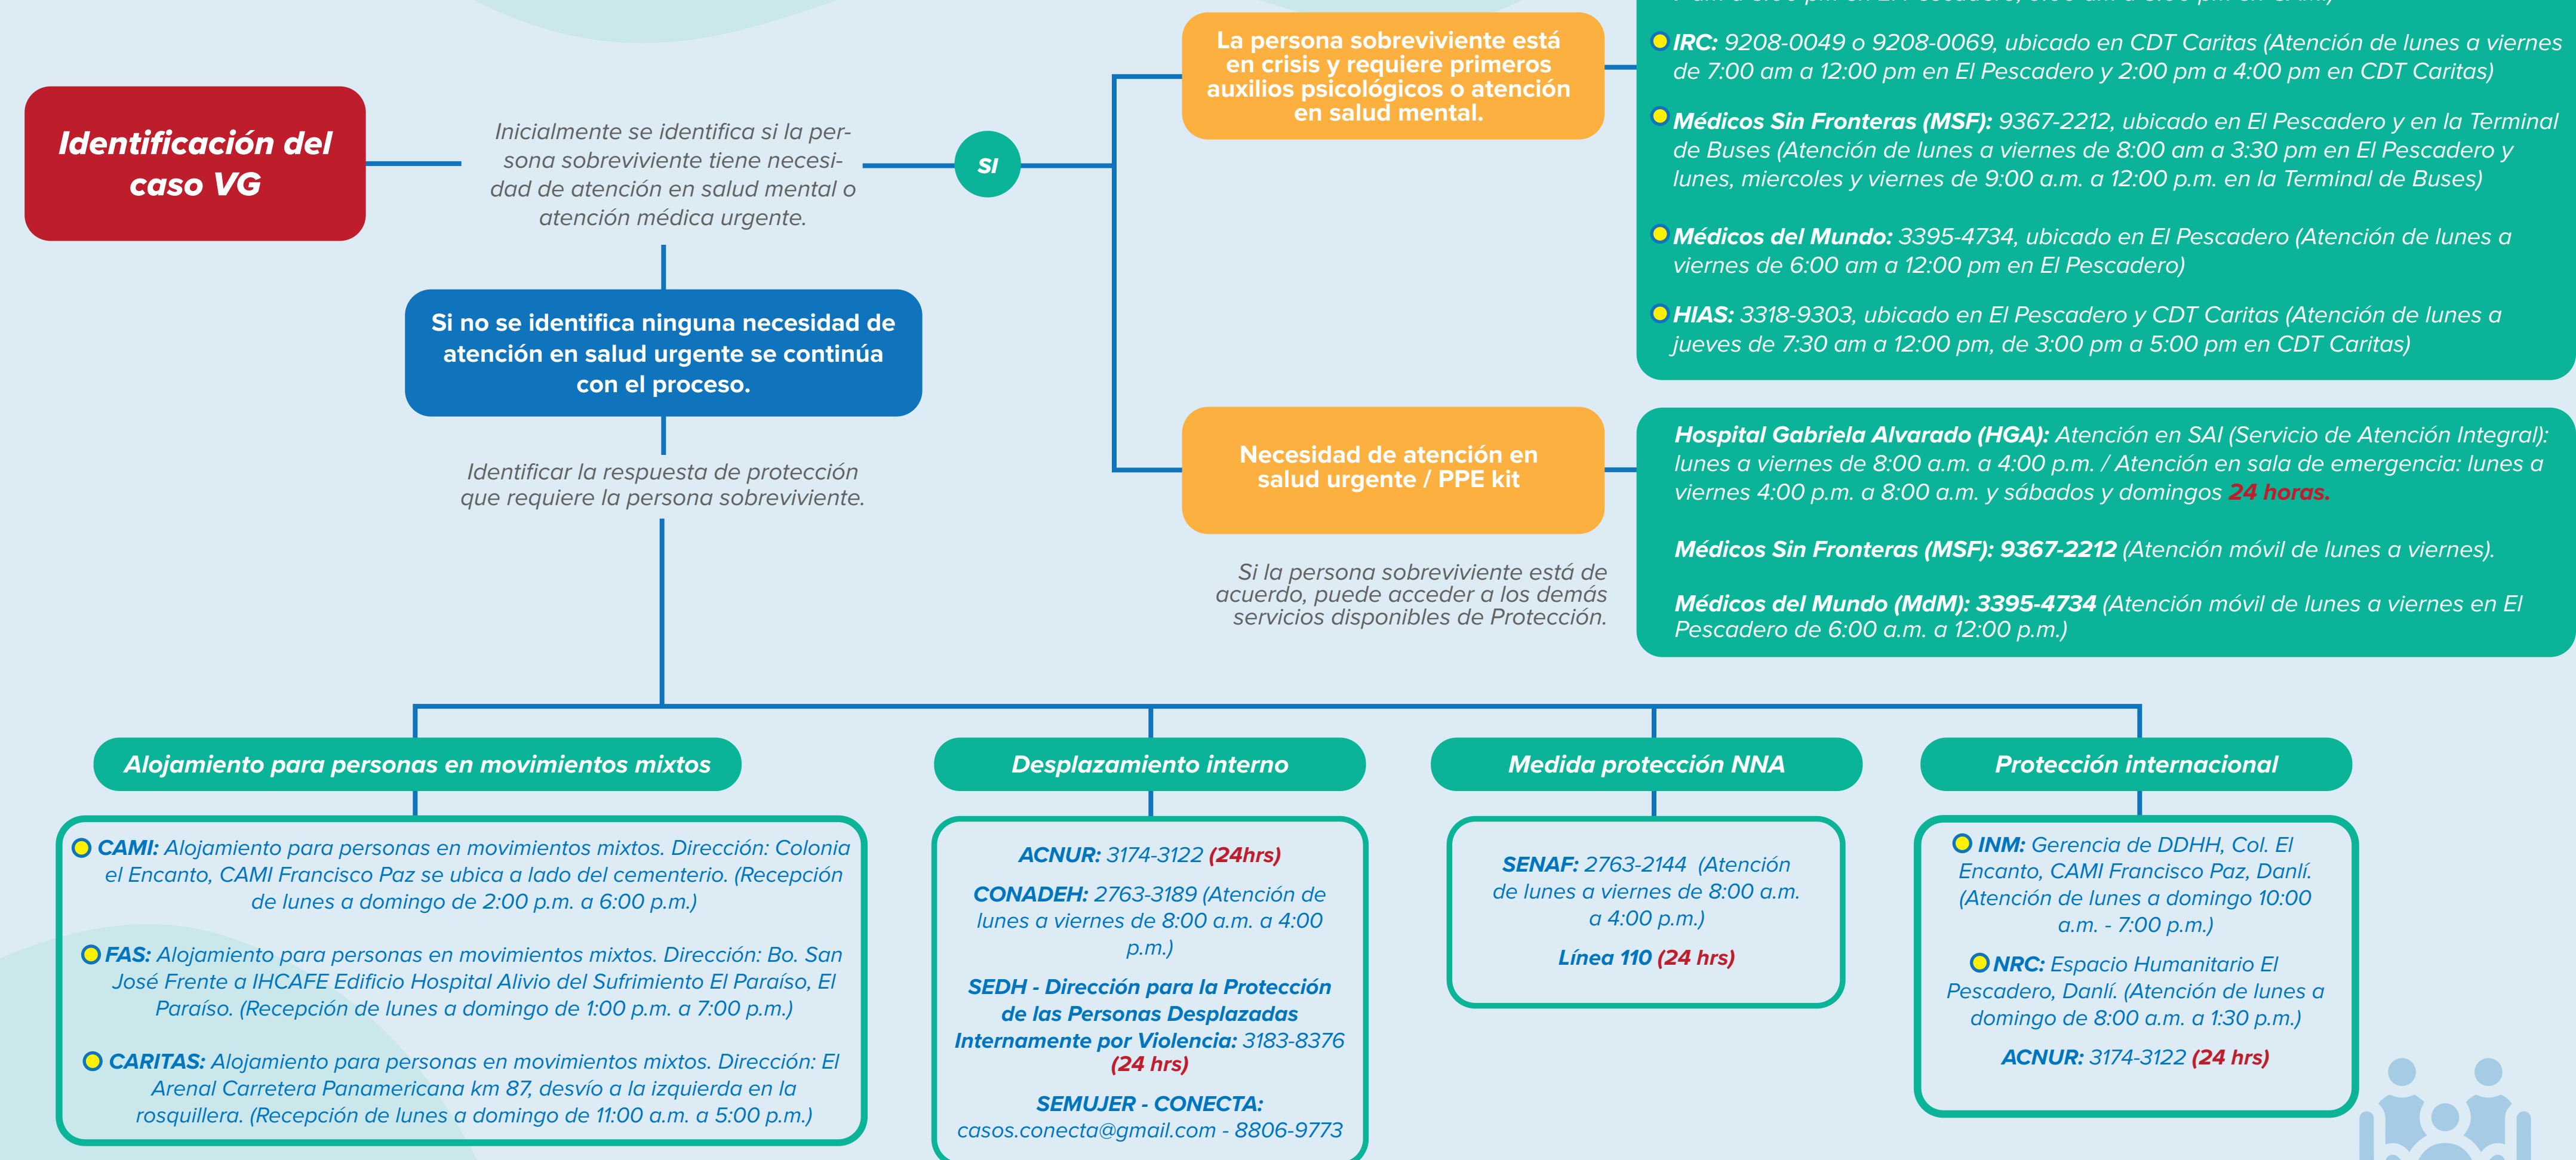 Identificación del
caso VG
Inicialmente se identifica si la per-
sona sobreviviente tiene necesi-
dad de atención en salud mental o
atención médica urgente.
SI
Si no se identifica ninguna necesidad de
atención en salud urgente se continúa
con el proceso.
Identificar la respuesta de protección
que requiere la persona sobreviviente.
La persona sobreviviente está
en crisis y requiere primeros
auxilios psicológicos o atención
en salud mental.
IRC: 9208-0049 o 9208-0069, ubicado en CDT Caritas (Atención de lunes a viernes
de 7:00 am a 12:00 pm en El Pescadero y 2:00 pm a 4:00 pm en CDT Caritas)
Médicos Sin Fronteras (MSF): 9367-2212, ubicado en El Pescadero y en la Terminal
de Buses (Atención de lunes a viernes de 8:00 am a 3:30 pm en El Pescadero y
lunes, miercoles y viernes de 9:00 a.m. a 12:00 p.m. en la Terminal de Buses)
Médicos del Mundo: 3395-4734, ubicado en El Pescadero (Atención de lunes a
viernes de 6:00 am a 12:00 pm en El Pescadero)
HIAS: 3318-9303, ubicado en El Pescadero y CDT Caritas (Atención de lunes a
jueves de 7:30 am a 12:00 pm, de 3:00 pm a 5:00 pm en CDT Caritas)
Necesidad de atención en
salud urgente / PPE kit
Si la persona sobreviviente está de
acuerdo, puede acceder a los demás
servicios disponibles de Protección.
Hospital Gabriela Alvarado (HGA): Atención en SAI (Servicio de Atención Integral):
lunes a viernes de 8:00 a.m. a 4:00 p.m. / Atención en sala de emergencia: lunes a
viernes 4:00 p.m. a 8:00 a.m. y sábados y domingos 24 horas.
Médicos Sin Fronteras (MSF): 9367-2212 (Atención móvil de lunes a viernes).
Médicos del Mundo (MdM): 3395-4734 (Atención móvil de lunes a viernes en El
Pescadero de 6:00 a.m. a 12:00 p.m.)
Alojamiento para personas en movimientos mixtos
CAMI: Alojamiento para personas en movimientos mixtos. Dirección: Colonia
el Encanto, CAMI Francisco Paz se ubica a lado del cementerio. (Recepción
de lunes a domingo de 2:00 p.m. a 6:00 p.m.)
FAS: Alojamiento para personas en movimientos mixtos. Dirección: Bo. San
José Frente a IHCAFE Edificio Hospital Alivio del Sufrimiento El Paraíso, El
Paraíso. (Recepción de lunes a domingo de 1:00 p.m. a 7:00 p.m.)
CARITAS: Alojamiento para personas en movimientos mixtos. Dirección: El
Arenal Carretera Panamericana km 87, desvío a la izquierda en la
rosquillera. (Recepción de lunes a domingo de 11:00 a.m. a 5:00 p.m.)
Desplazamiento interno
ACNUR: 3174-3122 (24hrs)
CONADEH: 2763-3189 (Atención de
lunes a viernes de 8:00 a.m. a 4:00
p.m.)
SEDH - Dirección para la Protección
de las Personas Desplazadas
Internamente por Violencia: 3183-8376
(24 hrs)
SEMUJER - CONECTA:
casos.conecta@gmail.com - 8806-9773
Medida protección NNA
SENAF: 2763-2144 (Atención
de lunes a viernes de 8:00 a.m.
a 4:00 p.m.)
Línea 110 (24 hrs)
Protección internacional
INM: Gerencia de DDHH, Col. El
Encanto, CAMI Francisco Paz, Danlí.
(Atención de lunes a domingo 10:00
a.m. - 7:00 p.m.)
NRC: Espacio Humanitario El
Pescadero, Danlí. (Atención de lunes a
domingo de 8:00 a.m. a 1:30 p.m.)
ACNUR: 3174-3122 (24 hrs)